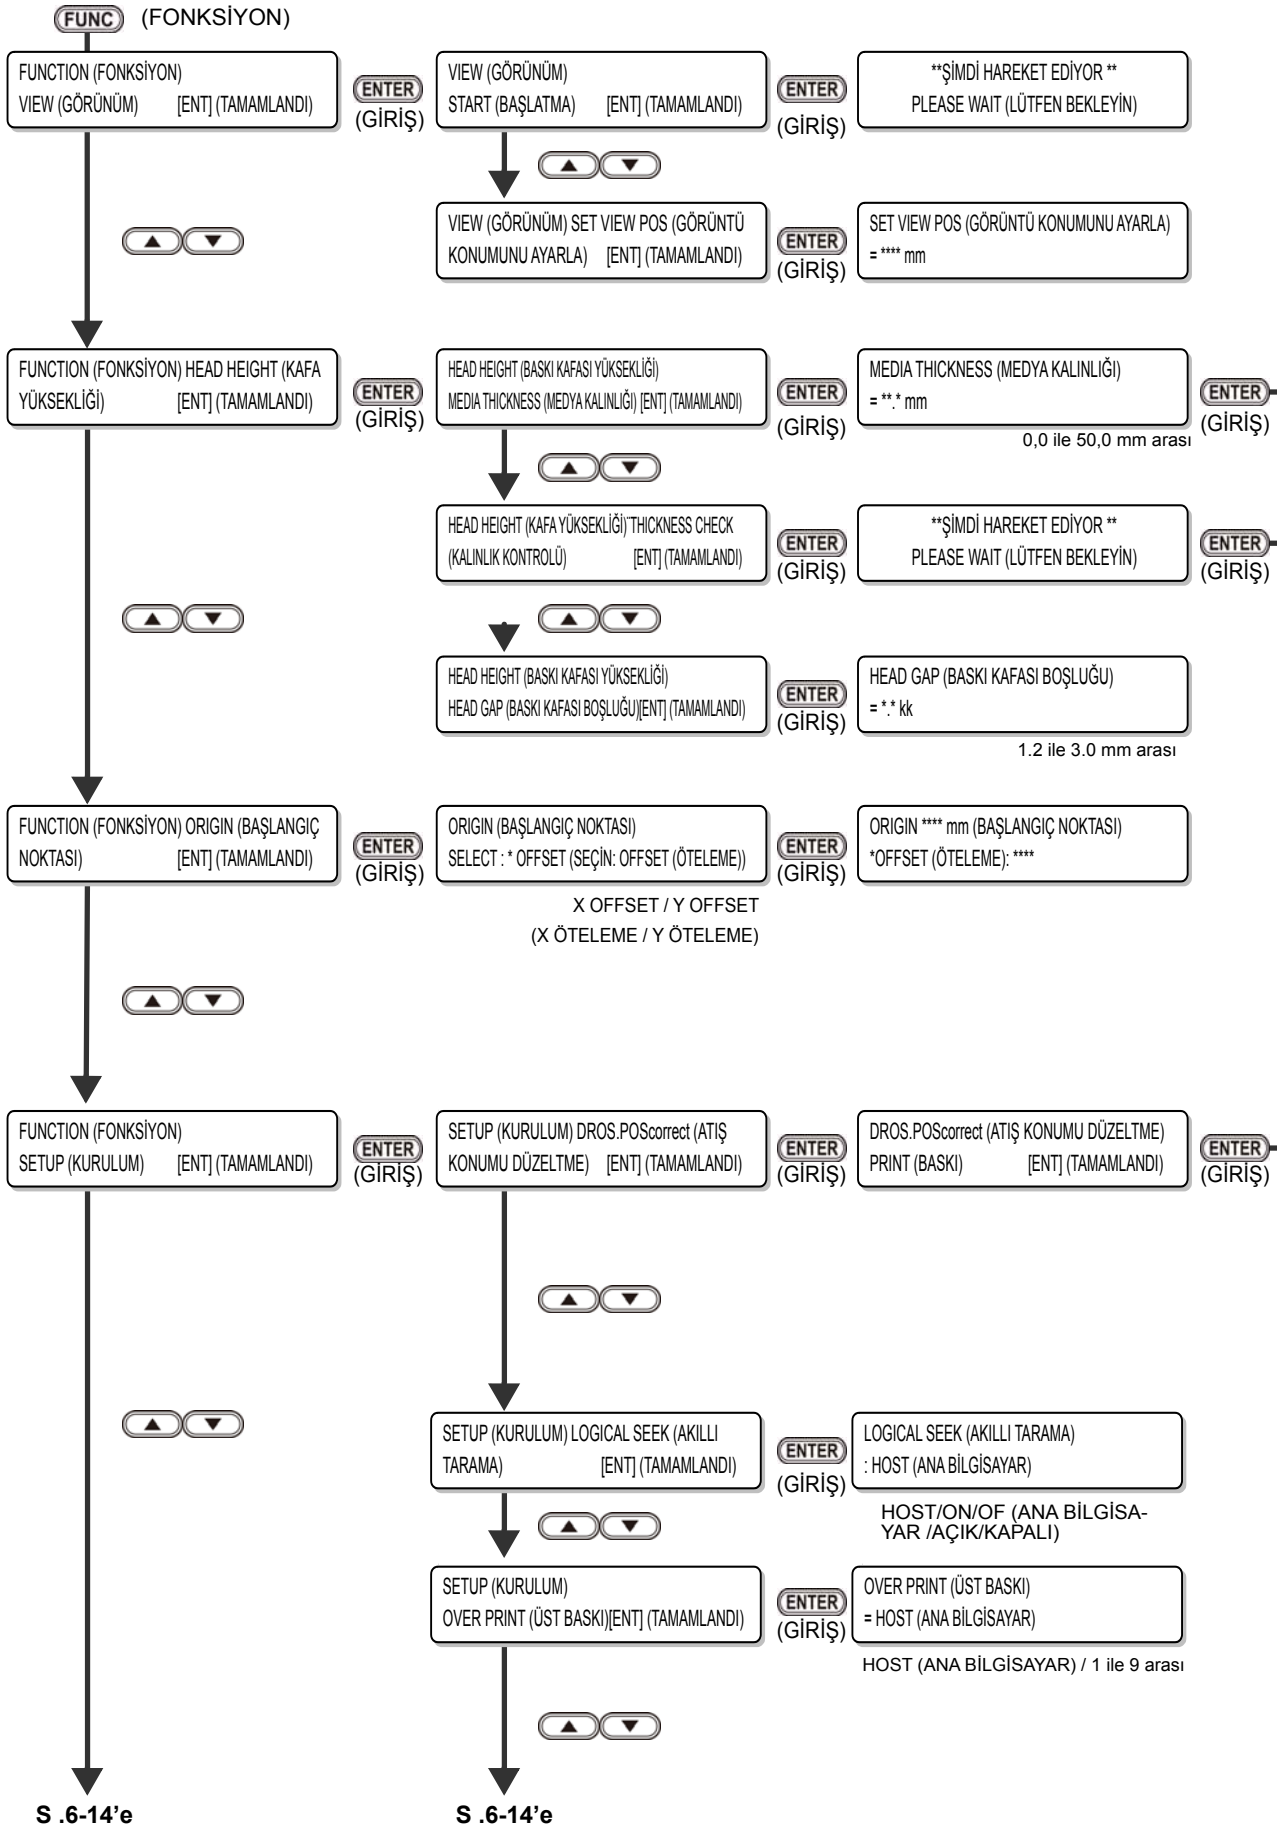 FUNC (FONKSİYON)
FUNCTION (FONKSİYON)
VIEW (GÖRÜNÜM) [ENT] (TAMAMLANDI)
ENTER
(GİRİŞ)
VIEW (GÖRÜNÜM)
START (BAŞLATMA) [ENT] (TAMAMLANDI)
ENTER
(GİRİŞ)
**ŞİMDİ HAREKET EDİYOR **
PLEASE WAIT (LÜTFEN BEKLEYİN)
VIEW (GÖRÜNÜM) SET VIEW POS (GÖRÜNTÜ
KONUMUNU AYARLA) [ENT] (TAMAMLANDI)
ENTER
(GİRİŞ)
SET VIEW POS (GÖRÜNTÜ KONUMUNU AYARLA)
= **** mm
FUNCTION (FONKSİYON) HEAD HEIGHT (KAFA
YÜKSEKLİĞİ) [ENT] (TAMAMLANDI)
ENTER
(GİRİŞ)
HEAD HEIGHT (BASKI KAFASI YÜKSEKLİĞİ)
MEDIA THICKNESS (MEDYA KALINLIĞI) [ENT] (TAMAMLANDI)
ENTER
(GİRİŞ)
MEDIA THICKNESS (MEDYA KALINLIĞI)
= **.* mm
ENTER
(GİRİŞ)
0,0 ile 50,0 mm arası
HEAD HEIGHT (KAFA YÜKSEKLİĞİ)¨THICKNESS CHECK
(KALINLIK KONTROLÜ) [ENT] (TAMAMLANDI)
ENTER
(GİRİŞ)
**ŞİMDİ HAREKET EDİYOR **
PLEASE WAIT (LÜTFEN BEKLEYİN)
ENTER
(GİRİŞ)
HEAD HEIGHT (BASKI KAFASI YÜKSEKLİĞİ)
HEAD GAP (BASKI KAFASI BOŞLUĞU)[ENT] (TAMAMLANDI)
ENTER
(GİRİŞ)
HEAD GAP (BASKI KAFASI BOŞLUĞU)
= *.* kk
1.2 ile 3.0 mm arası
FUNCTION (FONKSİYON) ORIGIN (BAŞLANGIÇ
NOKTASI) [ENT] (TAMAMLANDI)
ENTER
(GİRİŞ)
ORIGIN (BAŞLANGIÇ NOKTASI)
SELECT : * OFFSET (SEÇİN: OFFSET (ÖTELEME))
ENTER
(GİRİŞ)
ORIGIN **** mm (BAŞLANGIÇ NOKTASI)
*OFFSET (ÖTELEME): ****
X OFFSET / Y OFFSET
(X ÖTELEME / Y ÖTELEME)
FUNCTION (FONKSİYON)
SETUP (KURULUM) [ENT] (TAMAMLANDI)
ENTER
(GİRİŞ)
SETUP (KURULUM) DROS.POScorrect (ATIŞ
KONUMU DÜZELTME) [ENT] (TAMAMLANDI)
ENTER
(GİRİŞ)
DROS.POScorrect (ATIŞ KONUMU DÜZELTME)
PRINT (BASKI) [ENT] (TAMAMLANDI)
ENTER
(GİRİŞ)
SETUP (KURULUM) LOGICAL SEEK (AKILLI
TARAMA) [ENT] (TAMAMLANDI)
ENTER
(GİRİŞ)
LOGICAL SEEK (AKILLI TARAMA)
: HOST (ANA BİLGİSAYAR)
HOST/ON/OF (ANA BİLGİSA-
YAR /AÇIK/KAPALI)
SETUP (KURULUM)
OVER PRINT (ÜST BASKI)[ENT] (TAMAMLANDI)
ENTER
(GİRİŞ)
OVER PRINT (ÜST BASKI)
= HOST (ANA BİLGİSAYAR)
HOST (ANA BİLGİSAYAR) / 1 ile 9 arası
S .6-14’e
S .6-14’e